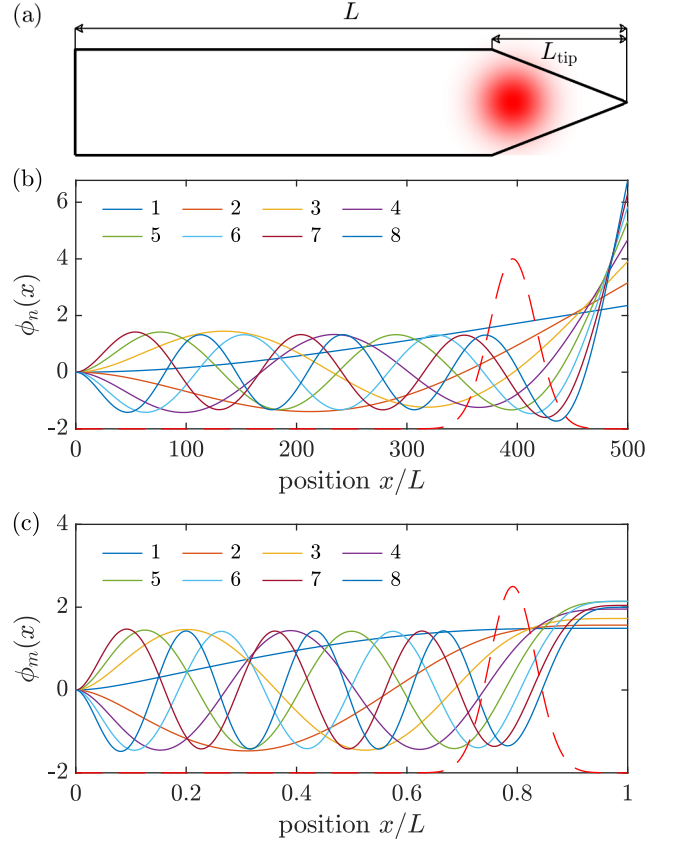 (a)
L
L_tip
(b)
6
4
2
0
-2
1 2 3 4
5 6 7 8
ϕ_n(x)
0 100 200 300 400 500
position x/L
(c)
4
2
0
-2
1 2 3 4
5 6 7 8
ϕ_m(x)
0 0.2 0.4 0.6 0.8 1
position x/L